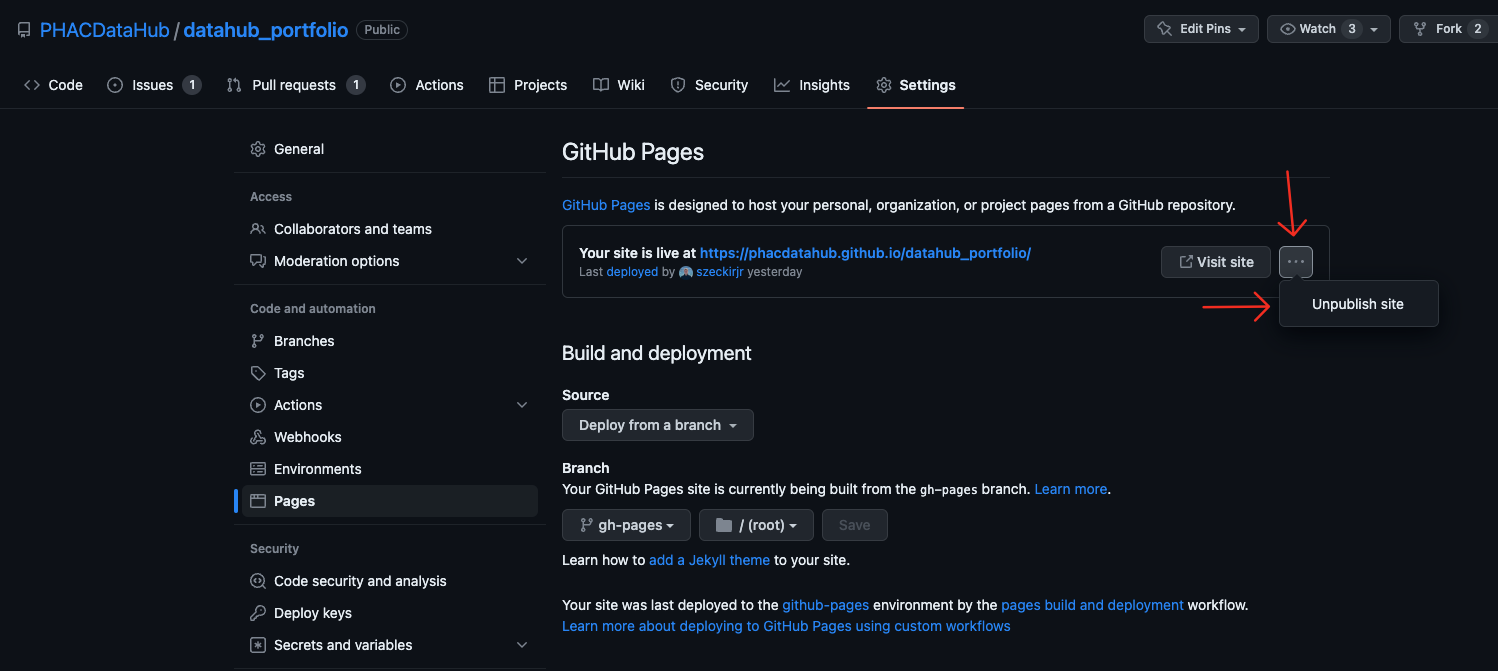 PHACDataHub / datahub_portfolio Public
Edit Pins Watch 3 Fork 2
Code Issues 1 Pull requests 1 Actions Projects Wiki Security Insights Settings
General
Access
Collaborators and teams
Moderation options
Code and automation
Branches
Tags
Actions
Webhooks
Environments
Pages
Security
Code security and analysis
Deploy keys
Secrets and variables
GitHub Pages
GitHub Pages is designed to host your personal, organization, or project pages from a GitHub repository.
Your site is live at https://phacdatahub.github.io/datahub_portfolio/
Last deployed by szeckirjr yesterday
Visit site
Unpublish site
Build and deployment
Source
Deploy from a branch
Branch
Your GitHub Pages site is currently being built from the gh-pages branch. Learn more.
gh-pages / (root) Save
Learn how to add a Jekyll theme to your site.
Your site was last deployed to the github-pages environment by the pages build and deployment workflow.
Learn more about deploying to GitHub Pages using custom workflows